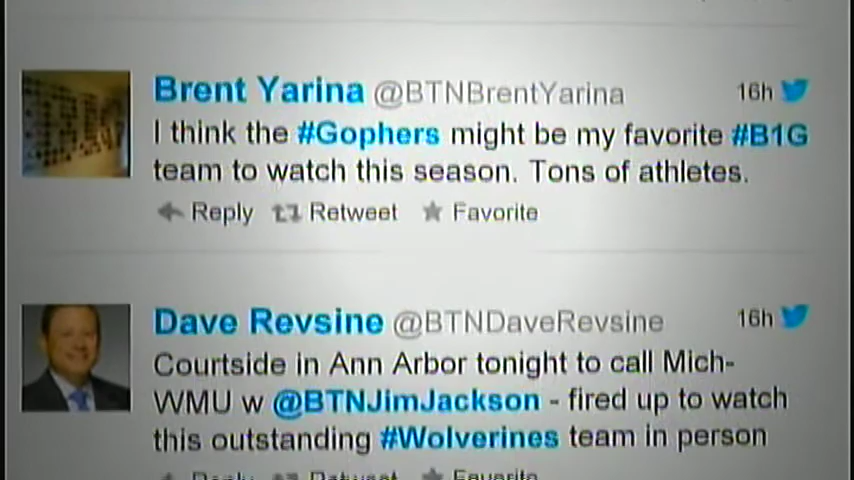 Brent Yarina @BTNBrentYarina 16h
I think the #Gophers might be my favorite #B1G
team to watch this season. Tons of athletes.
Reply Retweet Favorite
Dave Revsine @BTNDaveRevsine 16h
Courtside in Ann Arbor tonight to call Mich-
WMU w @BTNJimJackson - fired up to watch
this outstanding #Wolverines team in person
Reply Retweet Favorite